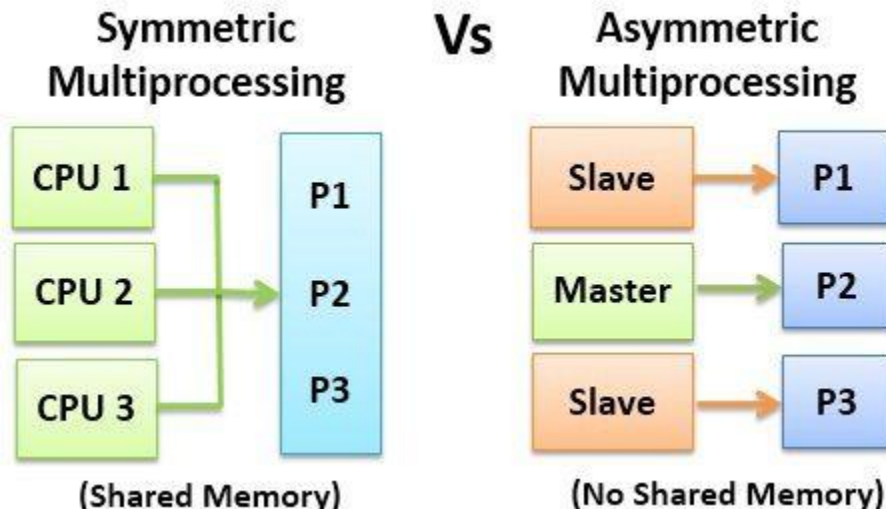 Symmetric
Multiprocessing
Vs
Asymmetric
Multiprocessing
CPU 1
CPU 2
CPU 3
P1
P2
P3
(Shared Memory)
Slave
P1
Master
P2
Slave
P3
(No Shared Memory)